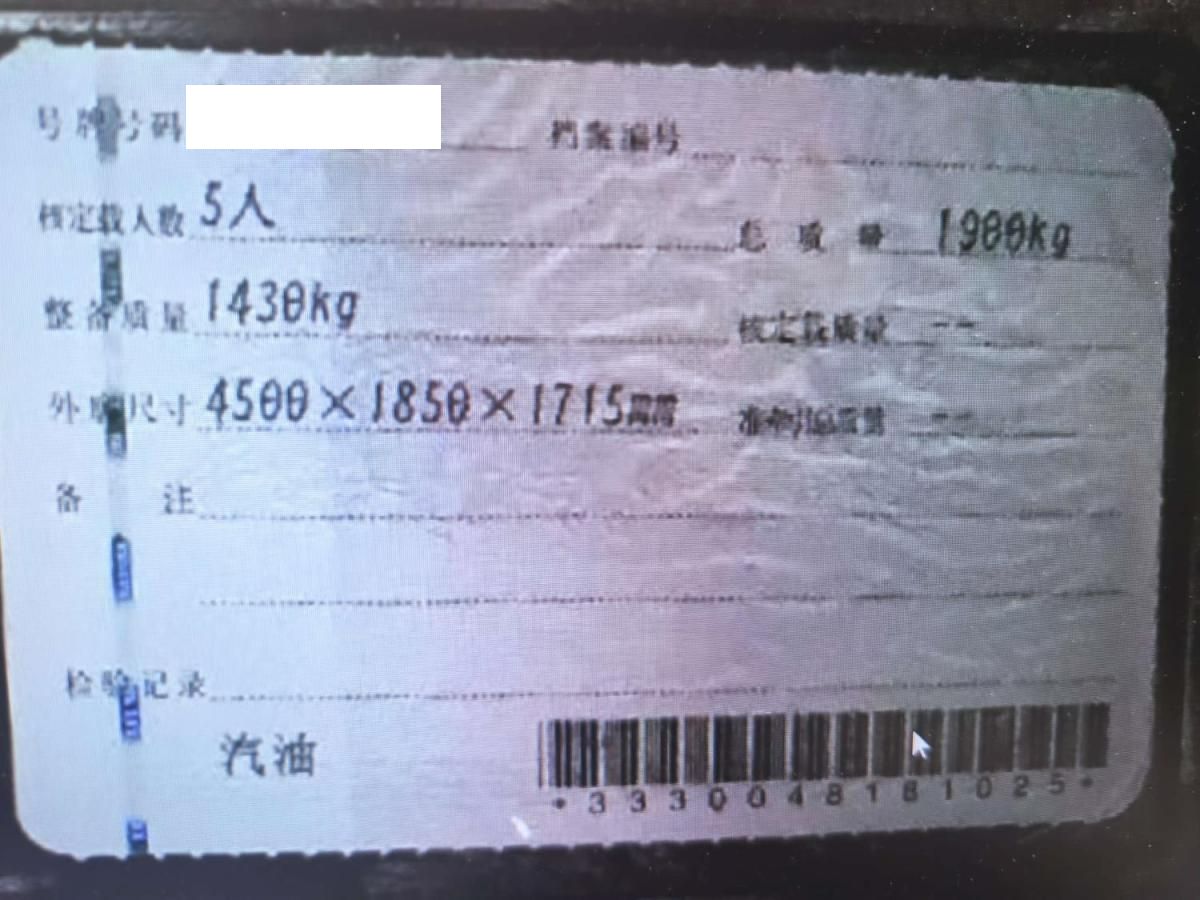 号牌号码 档案编号
核定载人数 5人 总质量 1900kg
整备质量 1430kg 核定载质量 --
外廓尺寸 4500×1850×1715mm 准牵引总质量 --
备注
检验记录
汽油
*3330048181025*